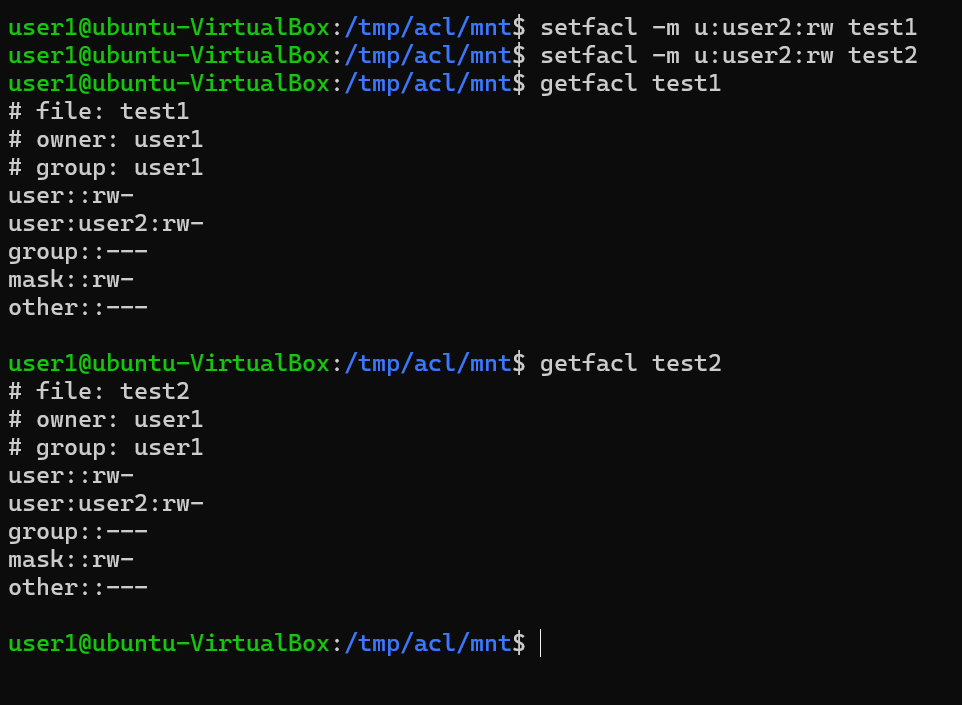 user1@ubuntu-VirtualBox:/tmp/acl/mnt$ setfacl -m u:user2:rw test1
user1@ubuntu-VirtualBox:/tmp/acl/mnt$ setfacl -m u:user2:rw test2
user1@ubuntu-VirtualBox:/tmp/acl/mnt$ getfacl test1
# file: test1
# owner: user1
# group: user1
user::rw-
user:user2:rw-
group::---
mask::rw-
other::---

user1@ubuntu-VirtualBox:/tmp/acl/mnt$ getfacl test2
# file: test2
# owner: user1
# group: user1
user::rw-
user:user2:rw-
group::---
mask::rw-
other::---

user1@ubuntu-VirtualBox:/tmp/acl/mnt$